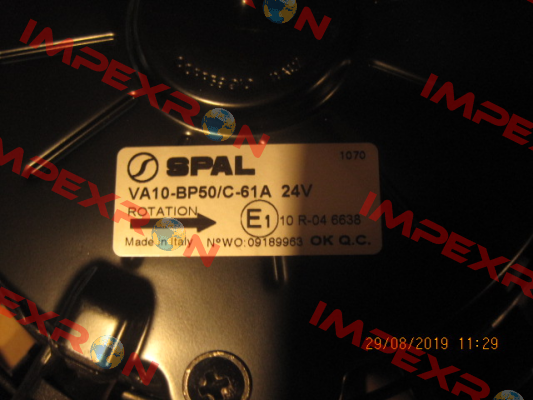 SPAL
1070
VA10-BP50/C-61A 24V
ROTATION
E1 10 R-04 6638
Made in Italy N°WO:09189963 OK Q.C.
29/08/2019 11:29
IMPEXRON
IMPEXRON
IMPEXRON
IMPEXRON
IMPEXRON